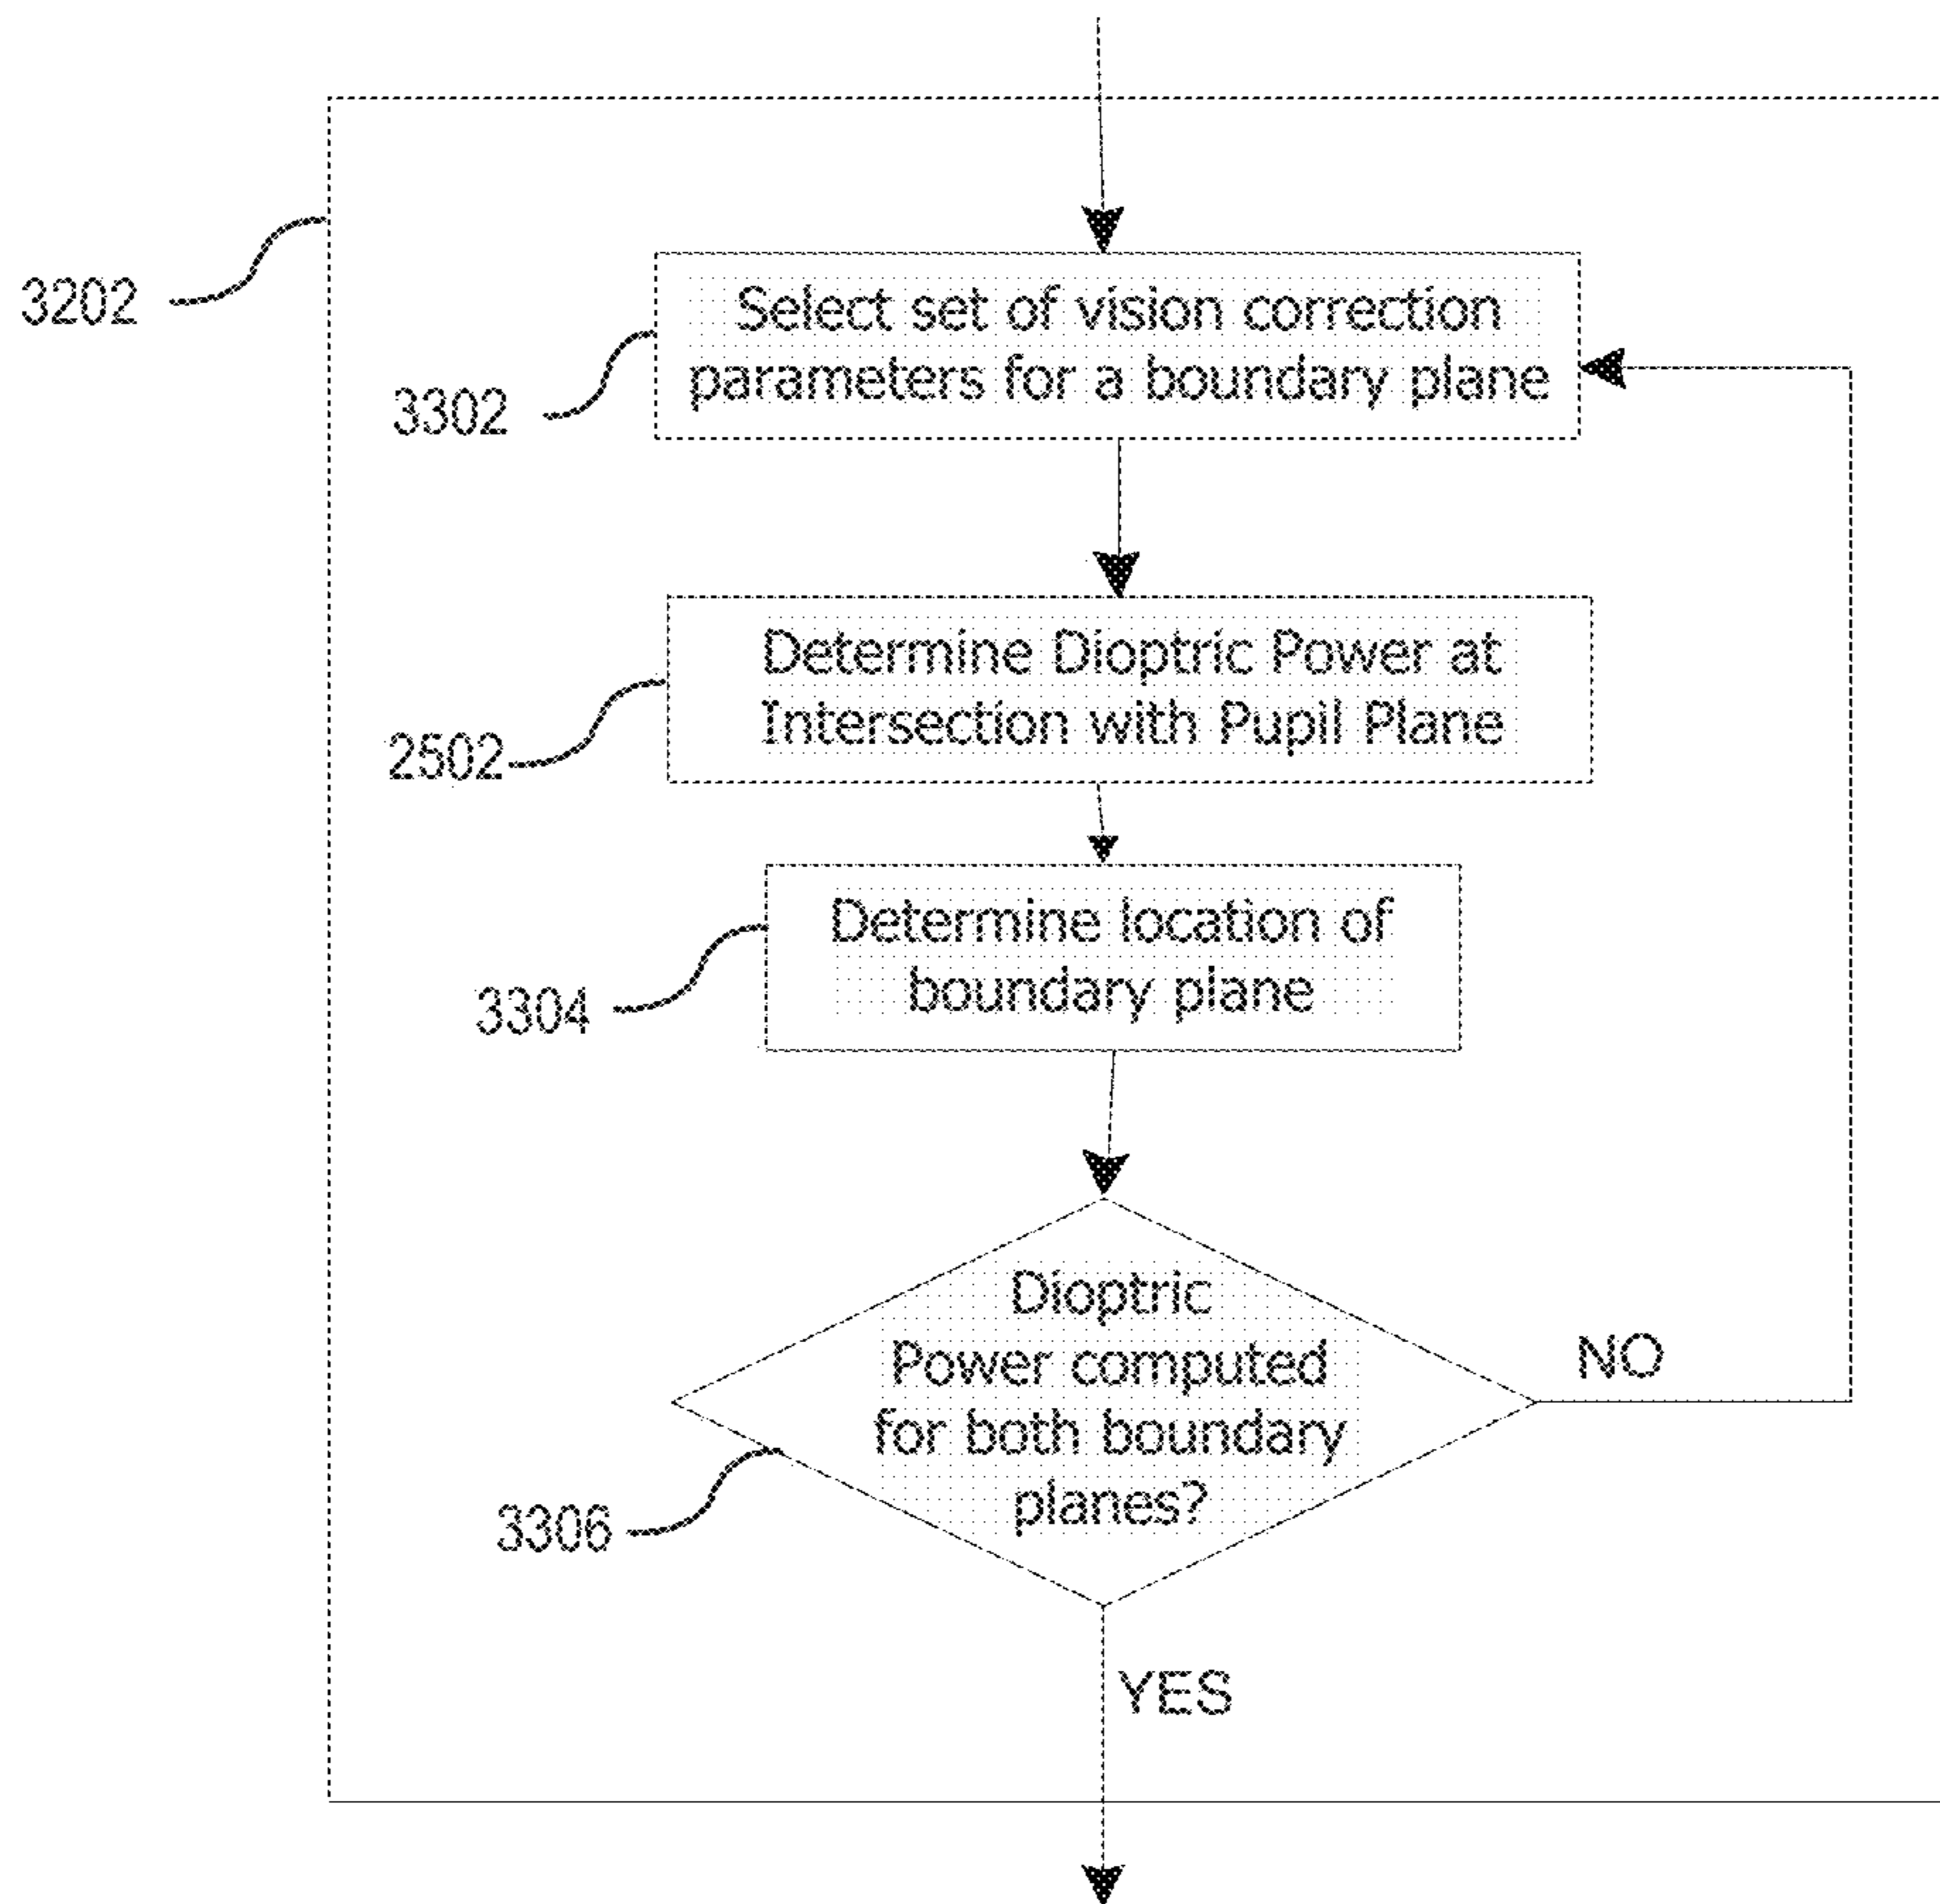 3202
Select set of vision correction
parameters for a boundary plane
3302
Determine Dioptric Power at
Intersection with Pupil Plane
2502
Determine location of
boundary plane
3304
Dioptric
Power computed
for both boundary
planes?
NO
3306
YES